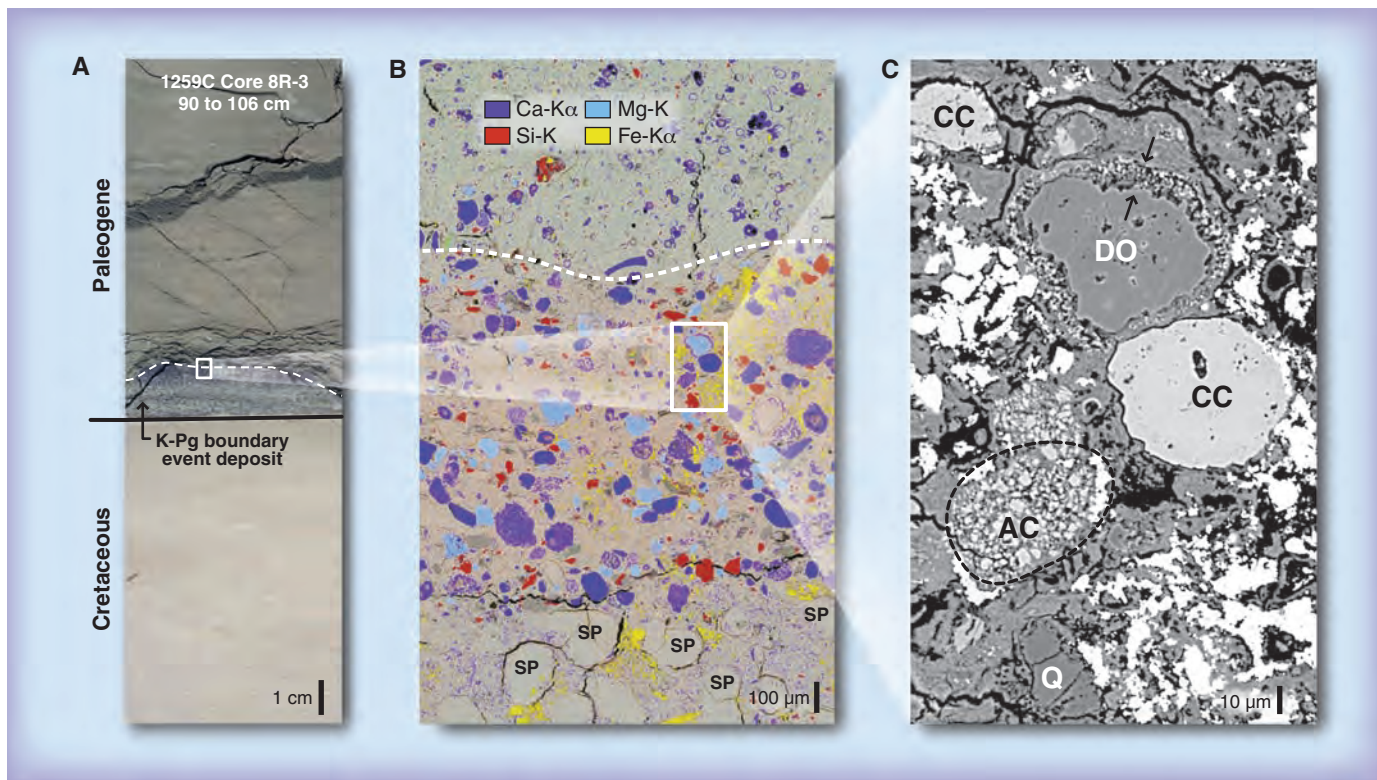 A
1259C Core 8R-3
90 to 106 cm
Paleogene
K-Pg boundary
event deposit
Cretaceous
1 cm
B
Ca-Kα
Mg-K
Si-K
Fe-Kα
SP
SP
SP
SP
SP
100 µm
C
CC
DO
CC
AC
Q
10 µm